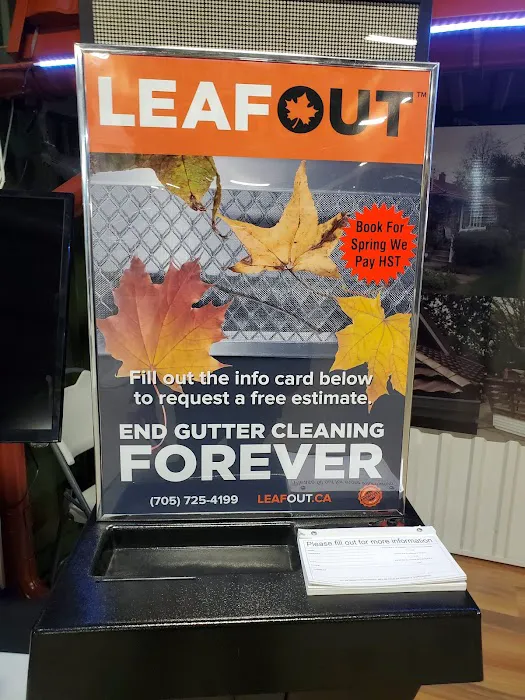 LEAFOUT™
Book For
Spring We
Pay HST
Fill out the info card below
to request a free estimate.
END GUTTER CLEANING
FOREVER
(705) 725-4199 LEAFOUT.CA
Please fill out for more information